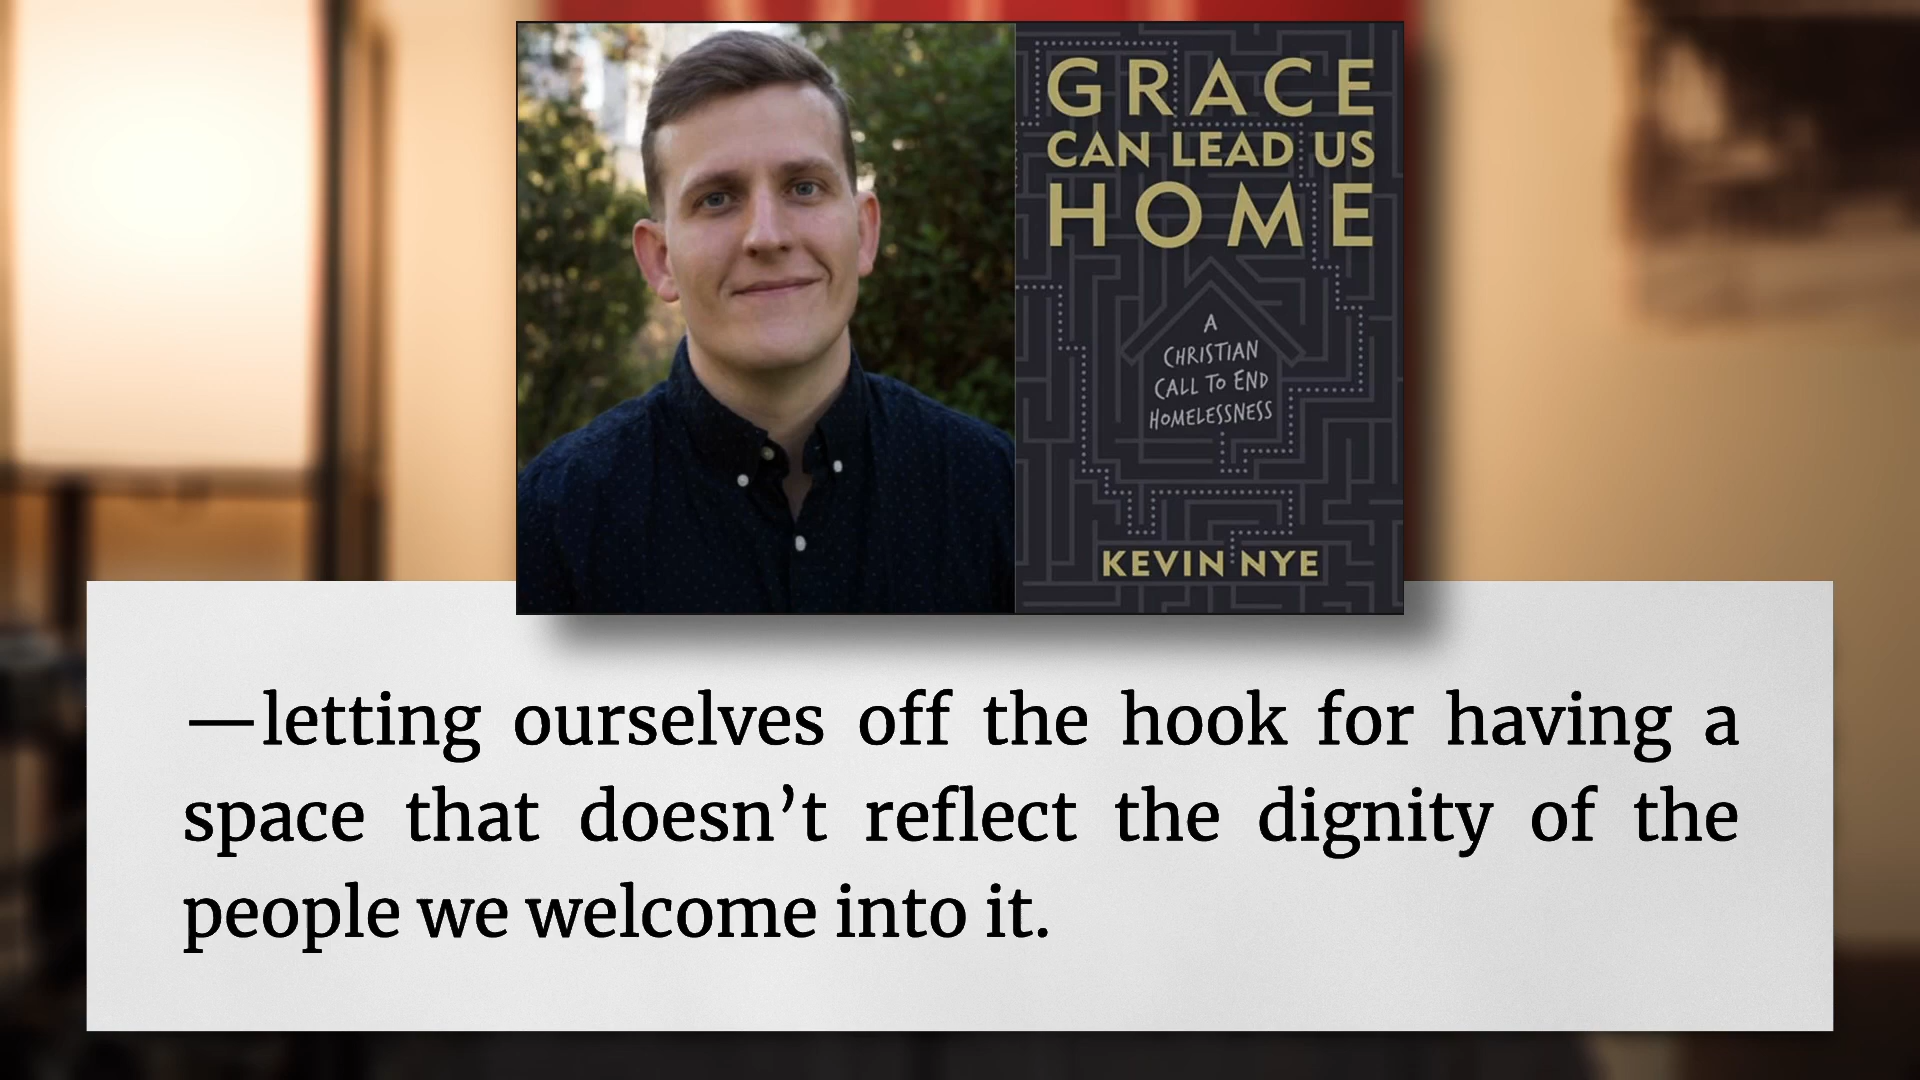 GRACE
CAN LEAD US
HOME
A
CHRISTIAN
CALL TO END
HOMELESSNESS
KEVIN NYE
—letting ourselves off the hook for having a
space that doesn’t reflect the dignity of the
people we welcome into it.